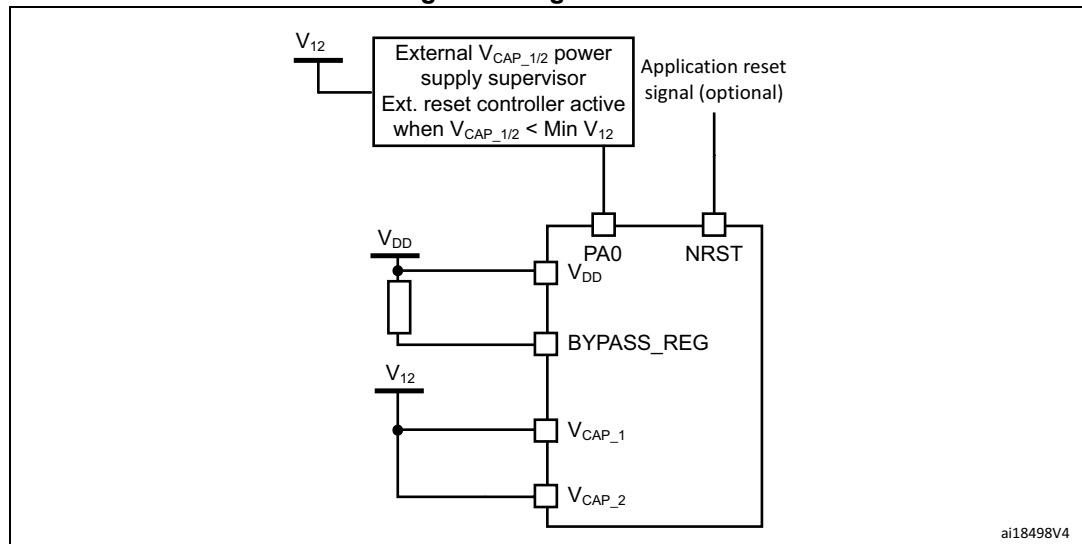 V12
External VCAP_1/2 power
supply supervisor
Ext. reset controller active
when VCAP_1/2 < Min V12
Application reset
signal (optional)
PA0
NRST
VDD
VDD
BYPASS_REG
V12
VCAP_1
VCAP_2
ai18498V4